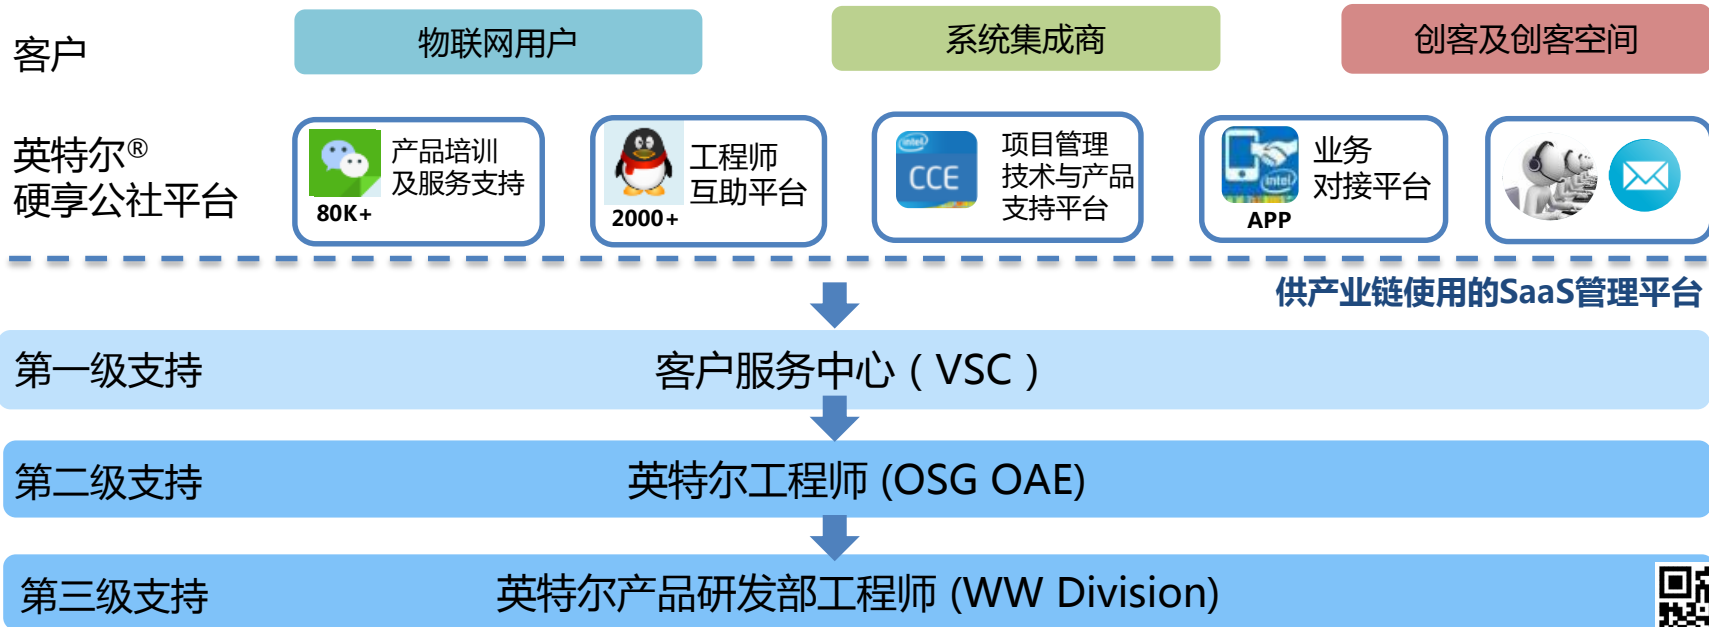 客户
物联网用户
系统集成商
创客及创客空间
英特尔®
硬享公社平台
产品培训
及服务支持
80K+
工程师
互助平台
2000+
intel
CCE
项目管理
技术与产品
支持平台
intel
APP
业务
对接平台
供产业链使用的SaaS管理平台
第一级支持
客户服务中心（VSC）
第二级支持
英特尔工程师 (OSG OAE)
第三级支持
英特尔产品研发部工程师 (WW Division)